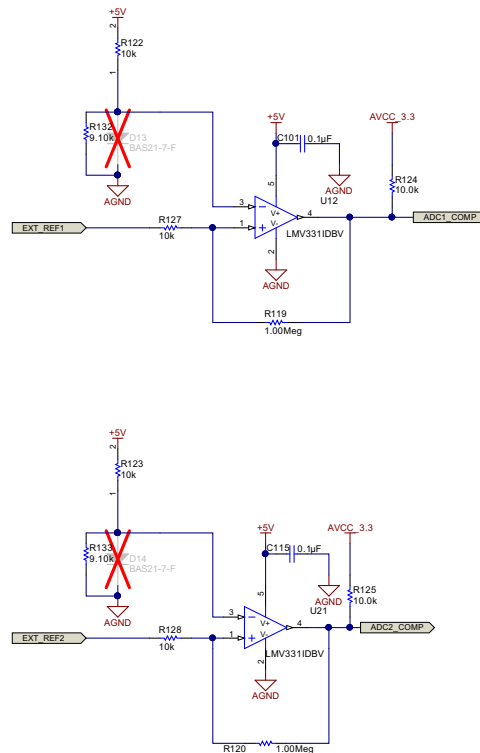 +5V
2
R122
10k
1
R132
9.10k
D13
BAS21-7-F
AGND
+5V
C101
0.1µF
AGND
U12
AVCC_3.3
R124
10.0k
5
3
V+
4
ADC1_COMP
EXT_REF1
R127
10k
1
V-
LMV331IDBV
2
AGND
R119
1.00Meg
+5V
2
R123
10k
1
R133
9.10k
D14
BAS21-7-F
AGND
+5V
C115
0.1µF
AGND
U21
AVCC_3.3
R125
10.0k
5
3
V+
4
ADC2_COMP
EXT_REF2
R128
10k
1
V-
LMV331IDBV
2
AGND
R120
1.00Meg